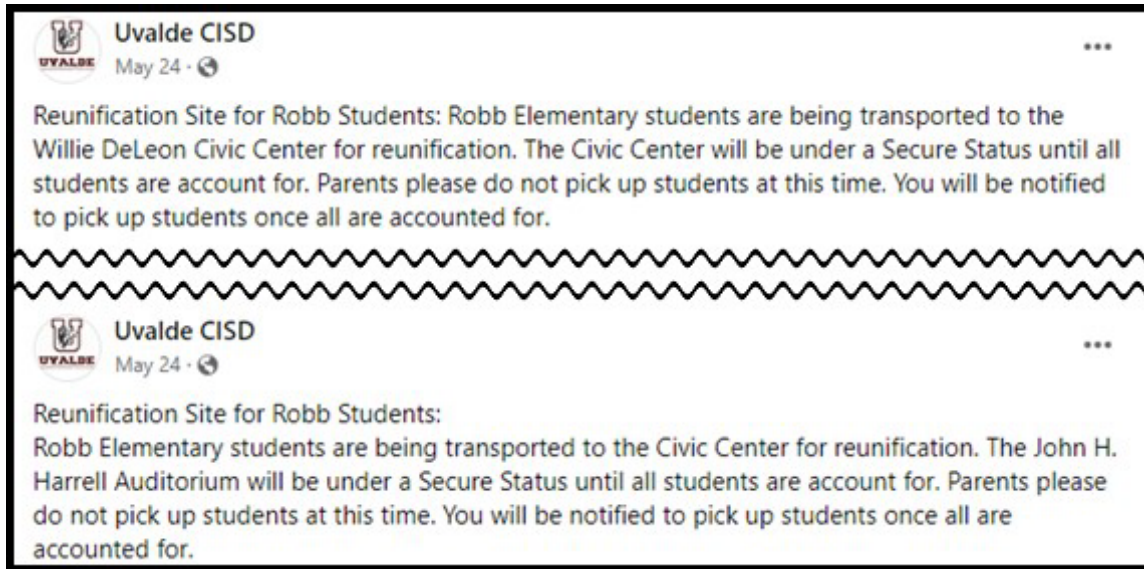 Uvalde CISD
May 24 ·
UVALDE
Reunification Site for Robb Students: Robb Elementary students are being transported to the
Willie DeLeon Civic Center for reunification. The Civic Center will be under a Secure Status until all
students are account for. Parents please do not pick up students at this time. You will be notified
to pick up students once all are accounted for.
Uvalde CISD
May 24 ·
UVALDE
Reunification Site for Robb Students:
Robb Elementary students are being transported to the Civic Center for reunification. The John H.
Harrell Auditorium will be under a Secure Status until all students are account for. Parents please
do not pick up students at this time. You will be notified to pick up students once all are
accounted for.